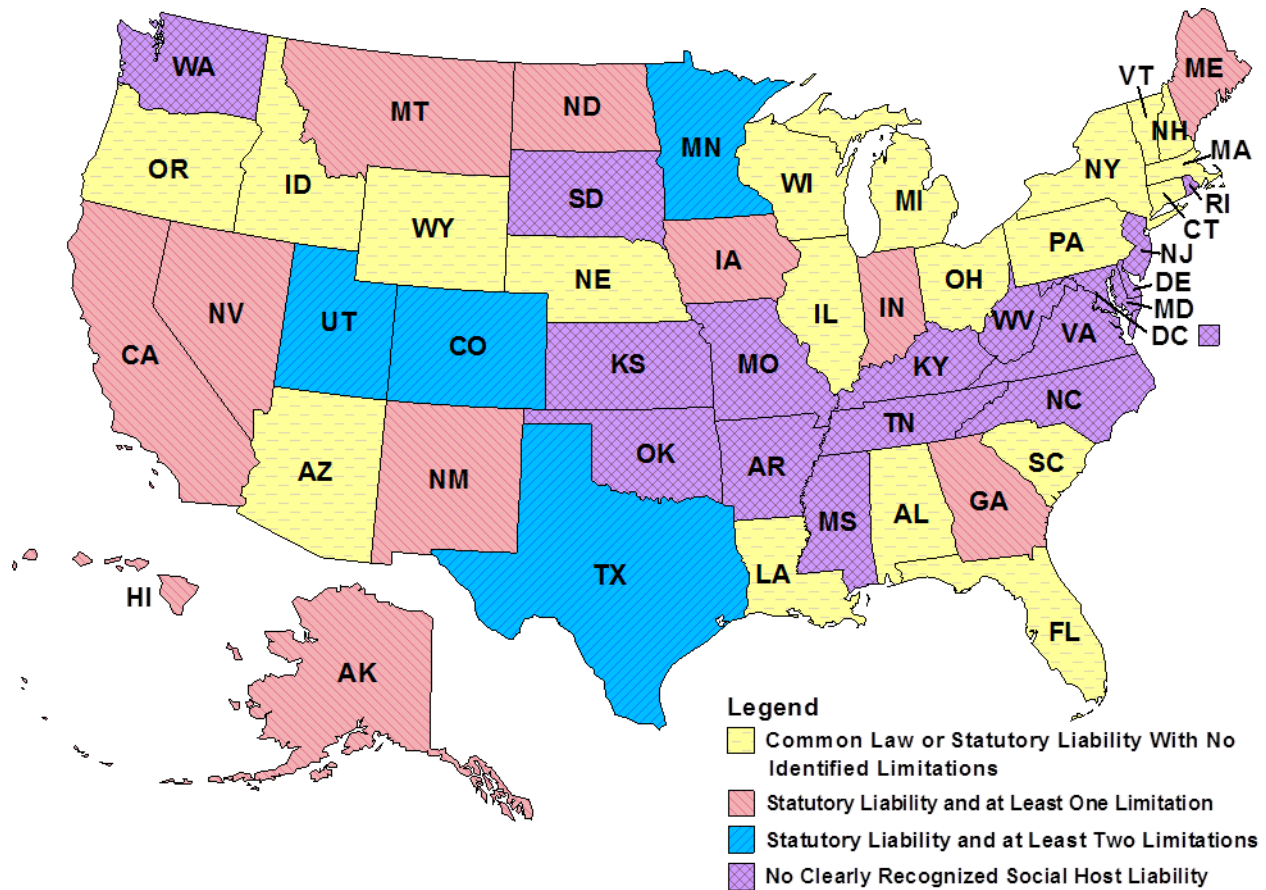 WA
MT
ND
MN
ME
VT
NH
MA
OR
ID
SD
WI
MI
NY
RI
CT
WY
IA
PA
NJ
NE
DE
NV
UT
IL
IN
OH
MD
CA
CO
WV
VA
DC
KS
MO
KY
NC
TN
AZ
NM
OK
AR
SC
MS
AL
GA
LA
TX
HI
FL
AK
Legend
Common Law or Statutory Liability With No
Identified Limitations
Statutory Liability and at Least One Limitation
Statutory Liability and at Least Two Limitations
No Clearly Recognized Social Host Liability